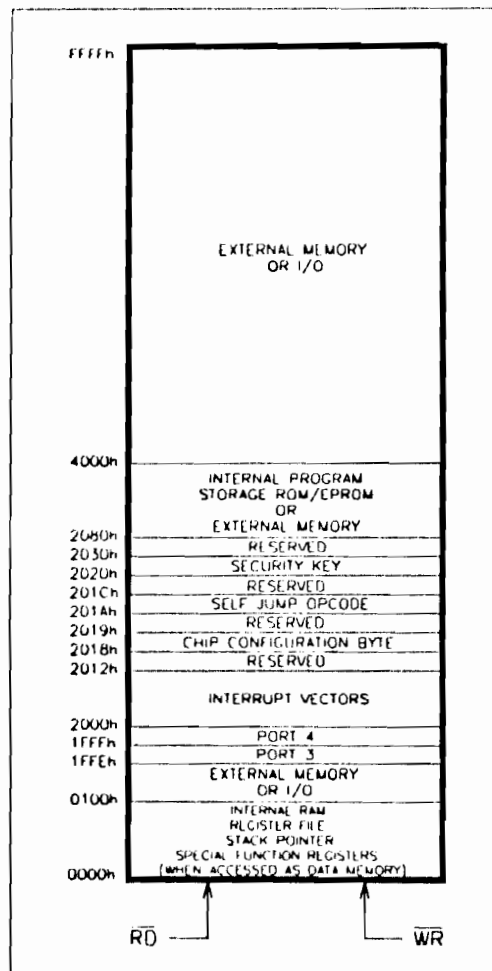 FFFFh
EXTERNAL MEMORY
OR I/O
4000h
INTERNAL PROGRAM
STORAGE ROM/EPROM
OR
EXTERNAL MEMORY
2080h
RESERVED
2030h
SECURITY KEY
2020h
RESERVED
201Ch
SELF JUMP OPCODE
201Ah
RESERVED
2019h
CHIP CONFIGURATION BYTE
2018h
RESERVED
2012h
INTERRUPT VECTORS
2000h
PORT 4
1FFFh
PORT 3
1FFEh
EXTERNAL MEMORY
OR I/O
0100h
INTERNAL RAM
REGISTER FILE
STACK POINTER
SPECIAL FUNCTION REGISTERS
(WHEN ACCESSED AS DATA MEMORY)
0000h
RD WR